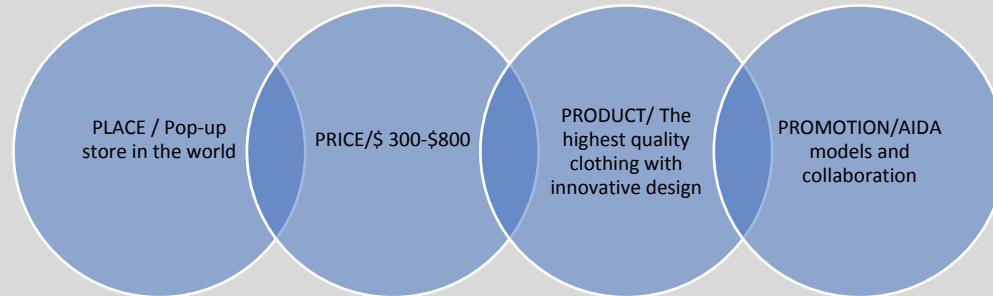 PLACE / Pop-up
store in the world
PRICE/$ 300-$800
PRODUCT/ The
highest quality
clothing with
innovative design
PROMOTION/AIDA
models and
collaboration